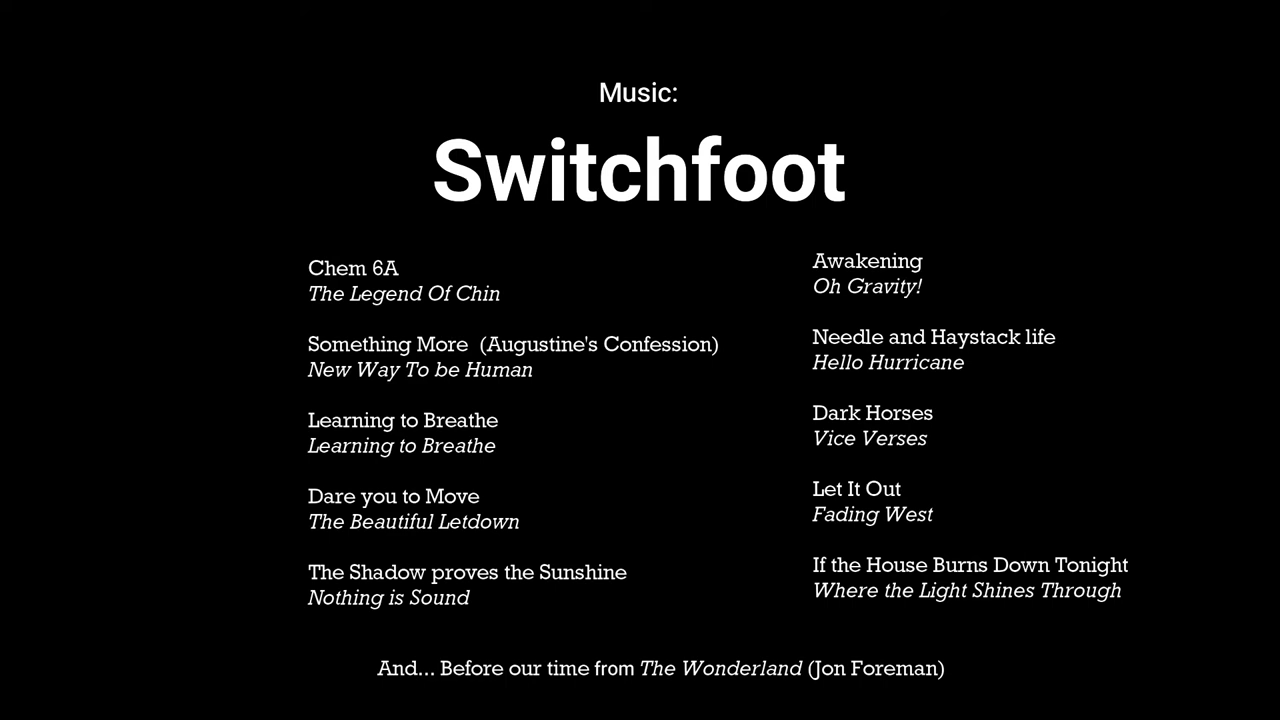 Music:
Switchfoot
Chem 6A
The Legend Of Chin
Something More  (Augustine's Confession)
New Way To be Human
Learning to Breathe
Learning to Breathe
Dare you to Move
The Beautiful Letdown
The Shadow proves the Sunshine
Nothing is Sound
Awakening
Oh Gravity!
Needle and Haystack life
Hello Hurricane
Dark Horses
Vice Verses
Let It Out
Fading West
If the House Burns Down Tonight
Where the Light Shines Through
And... Before our time from The Wonderland (Jon Foreman)